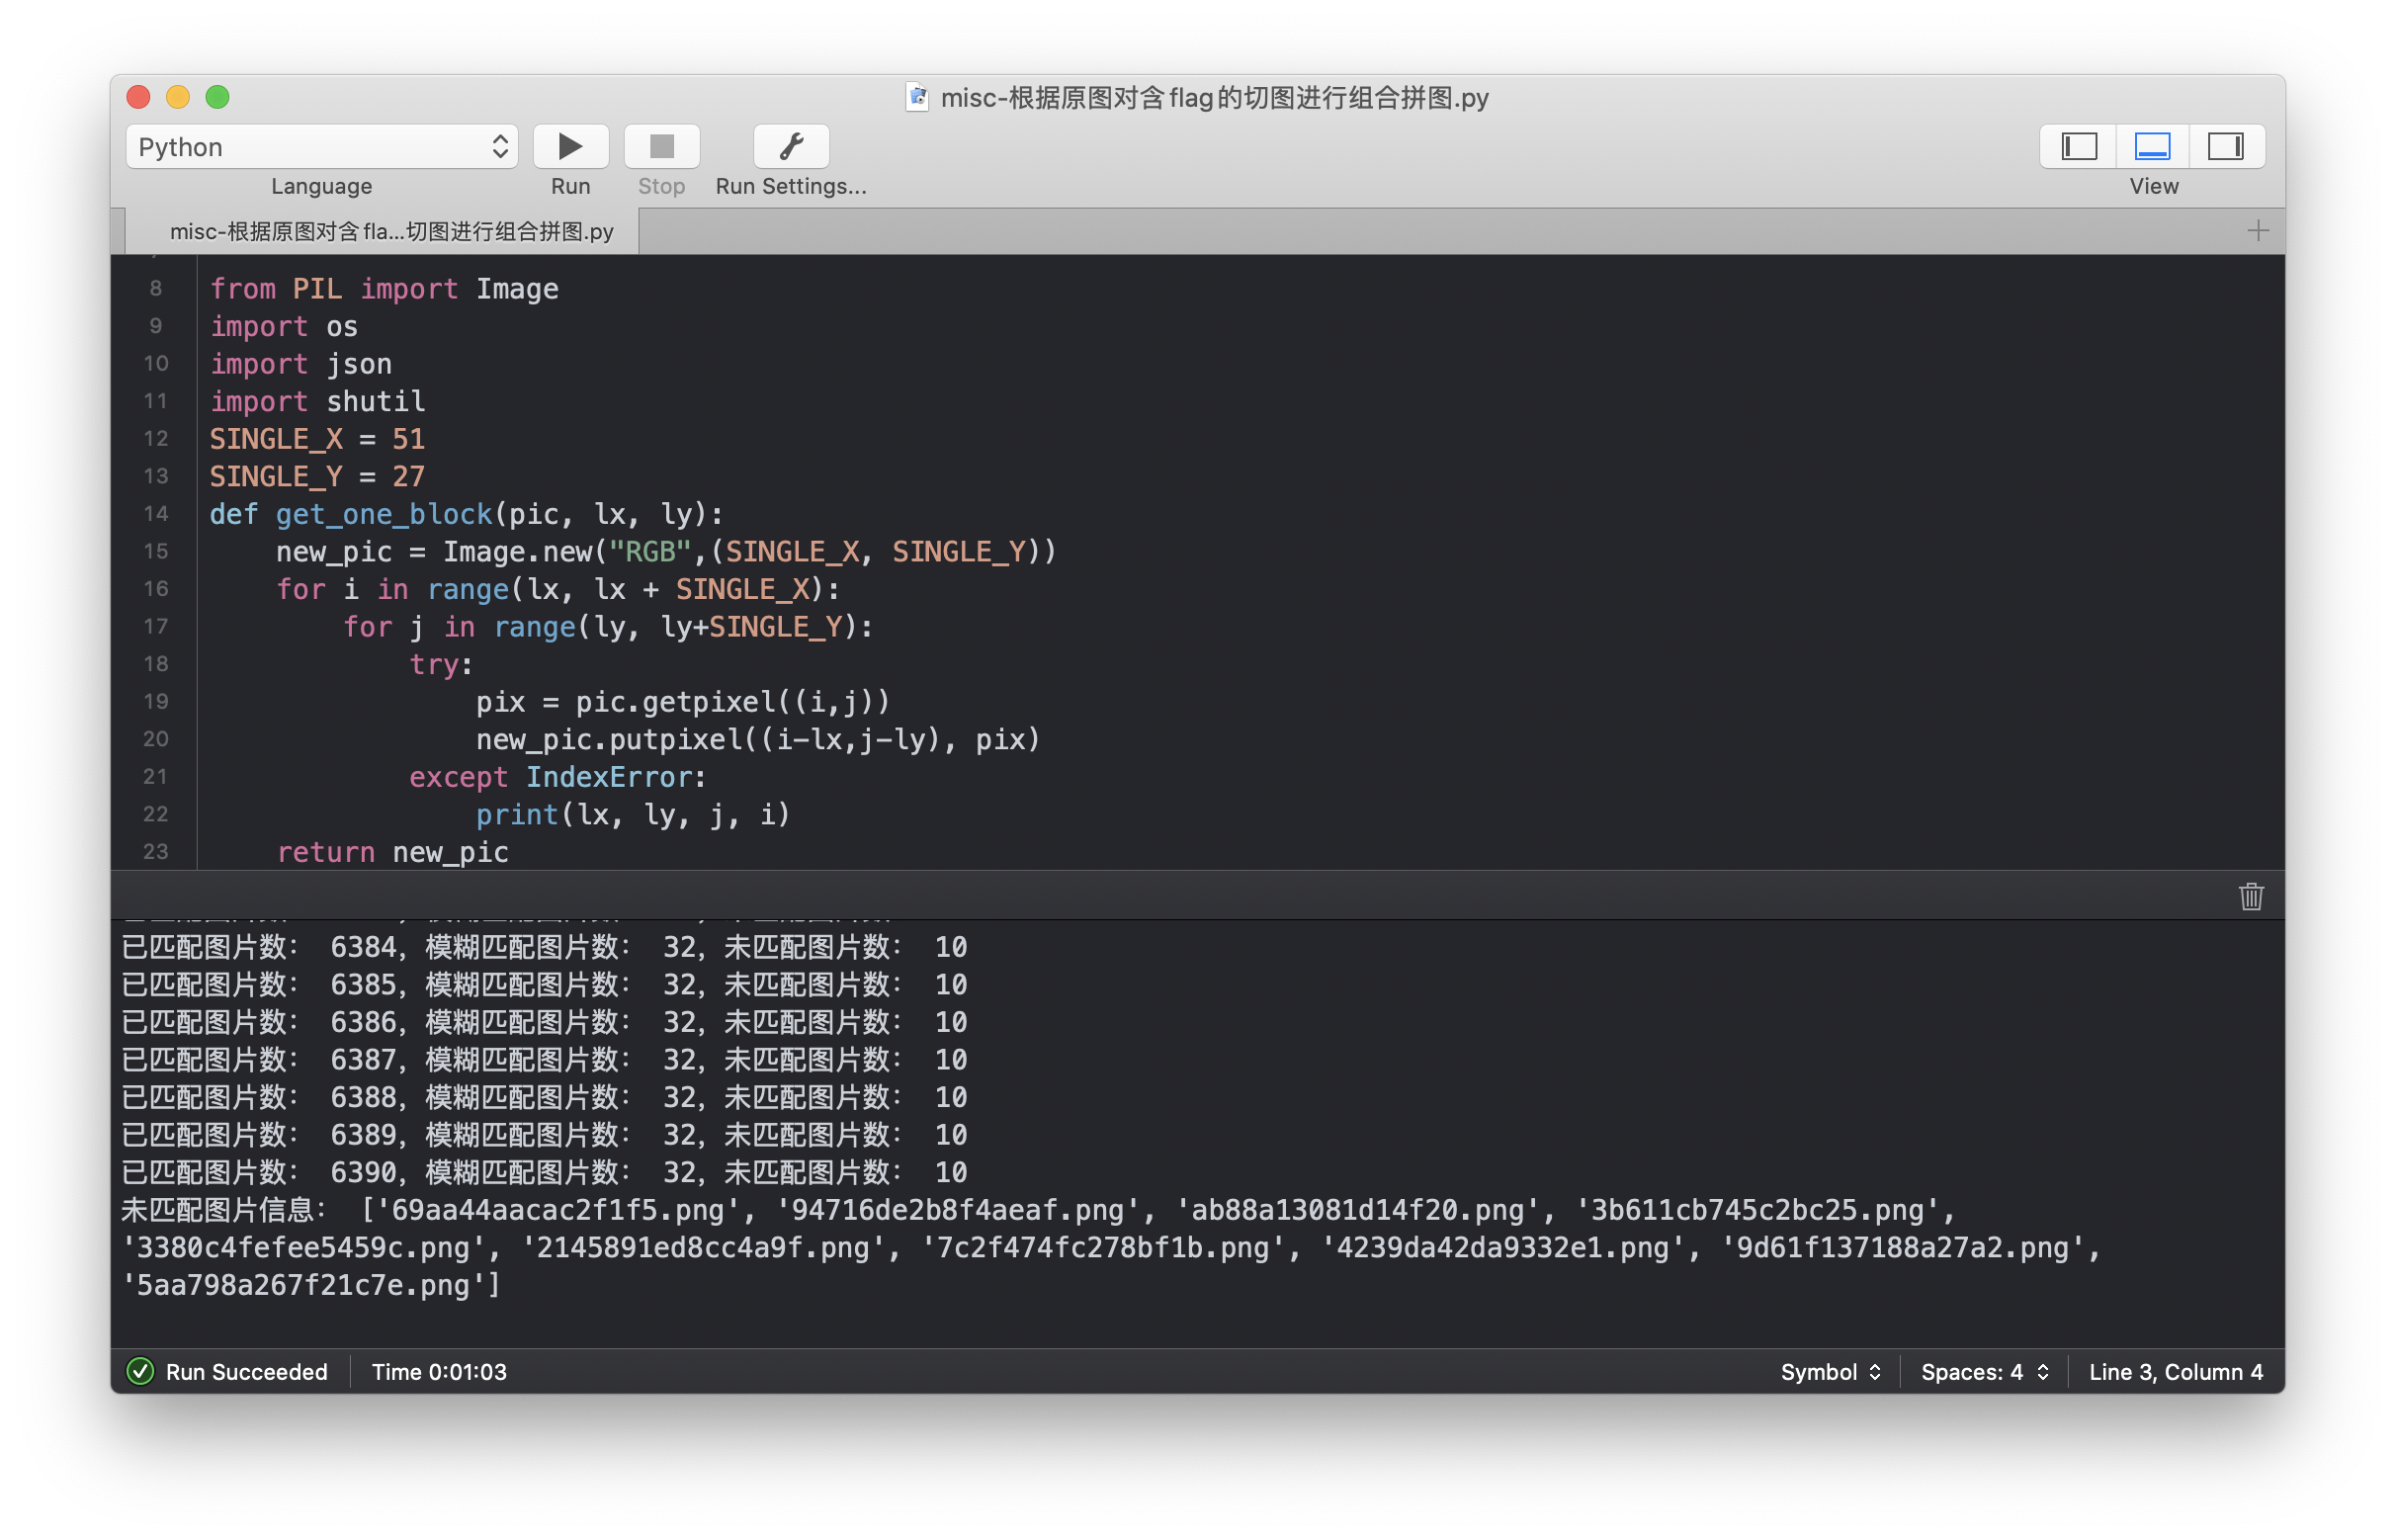 misc-根据原图对含flag的切图进行组合拼图.py
Python
Language
Run
Stop
Run Settings...
View
misc-根据原图对含 fla...切图进行组合拼图.py
8 from PIL import Image
9 import os
10 import json
11 import shutil
12 SINGLE_X = 51
13 SINGLE_Y = 27
14 def get_one_block(pic, lx, ly):
15     new_pic = Image.new("RGB",(SINGLE_X, SINGLE_Y))
16     for i in range(lx, lx + SINGLE_X):
17         for j in range(ly, ly+SINGLE_Y):
18             try:
19                 pix = pic.getpixel((i,j))
20                 new_pic.putpixel((i-lx,j-ly), pix)
21             except IndexError:
22                 print(lx, ly, j, i)
23     return new_pic
已匹配图片数： 6384，模糊匹配图片数： 32，未匹配图片数： 10
已匹配图片数： 6385，模糊匹配图片数： 32，未匹配图片数： 10
已匹配图片数： 6386，模糊匹配图片数： 32，未匹配图片数： 10
已匹配图片数： 6387，模糊匹配图片数： 32，未匹配图片数： 10
已匹配图片数： 6388，模糊匹配图片数： 32，未匹配图片数： 10
已匹配图片数： 6389，模糊匹配图片数： 32，未匹配图片数： 10
已匹配图片数： 6390，模糊匹配图片数： 32，未匹配图片数： 10
未匹配图片信息： ['69aa44aacac2f1f5.png', '94716de2b8f4aeaf.png', 'ab88a13081d14f20.png', '3b611cb745c2bc25.png',
'3380c4fefee5459c.png', '2145891ed8cc4a9f.png', '7c2f474fc278bf1b.png', '4239da42da9332e1.png', '9d61f137188a27a2.png',
'5aa798a267f21c7e.png']
Run Succeeded
Time 0:01:03
Symbol
Spaces: 4
Line 3, Column 4